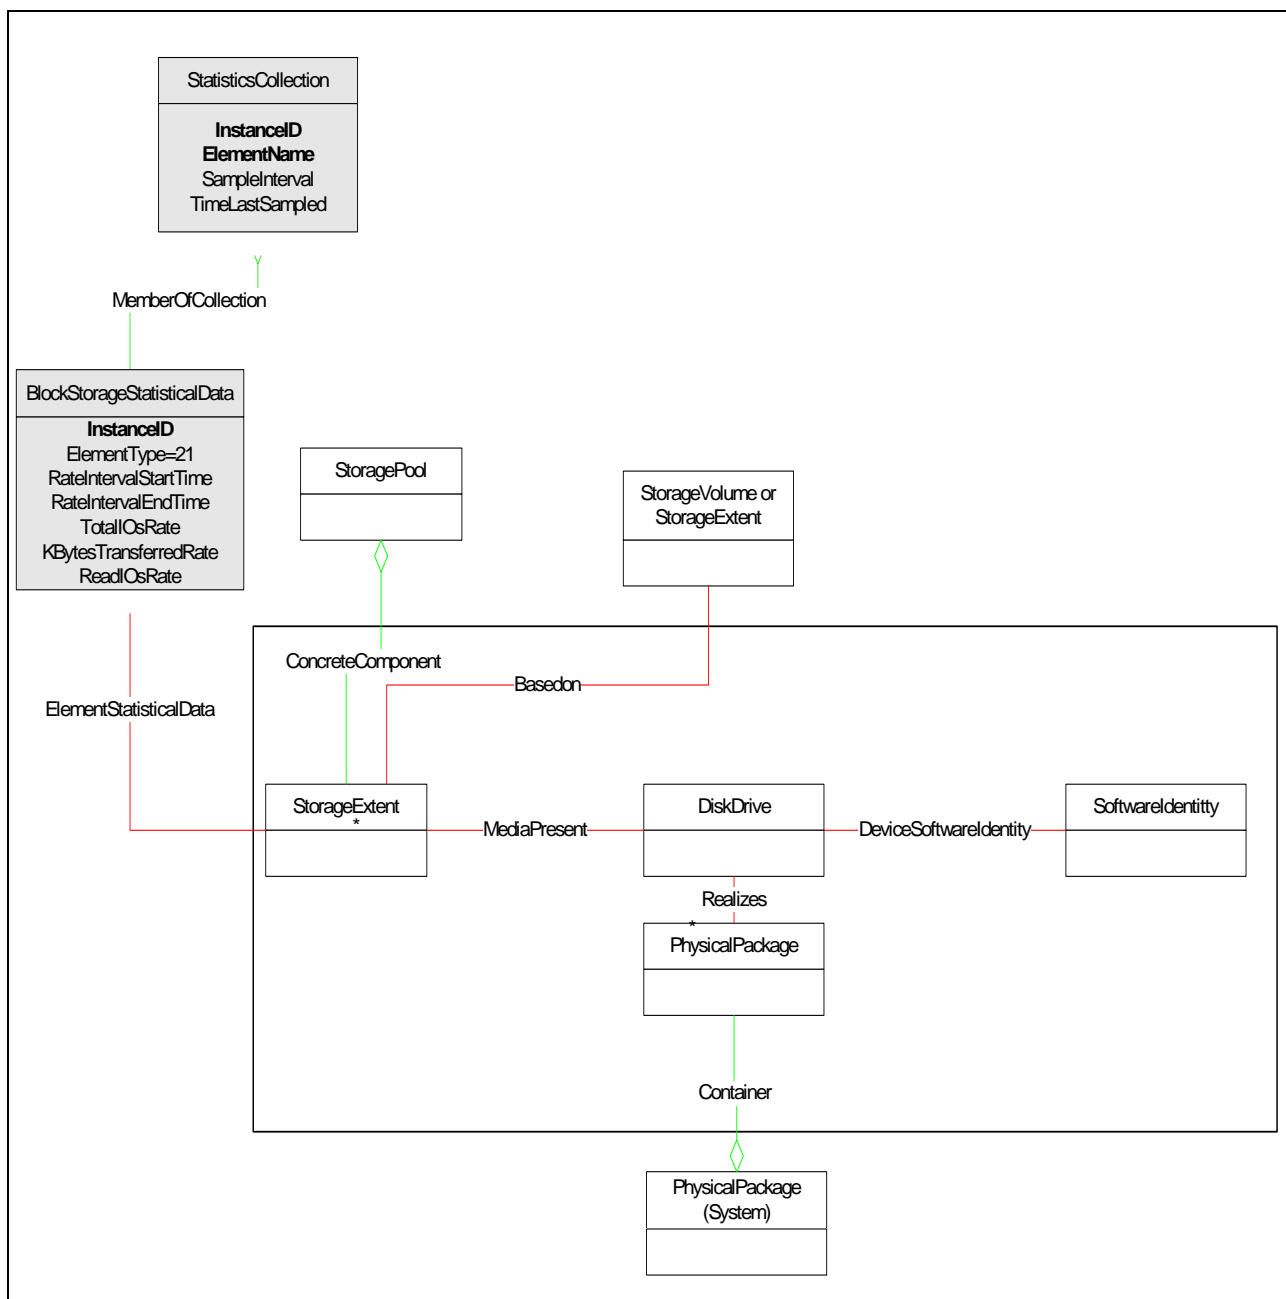 StatisticsCollection
InstanceID
ElementName
SampleInterval
TimeLastSampled
MemberOfCollection
BlockStorageStatisticalData
InstanceID
ElementType=21
RateIntervalStartTime
RateIntervalEndTime
TotalIOsRate
KBytesTransferredRate
ReadIOsRate
StoragePool
StorageVolume or
StorageExtent
ConcreteComponent
Basedon
ElementStatisticalData
StorageExtent
*
MediaPresent
DiskDrive
DeviceSoftwareIdentity
SoftwareIdentitty
Realizes
*
PhysicalPackage
Container
PhysicalPackage
(System)